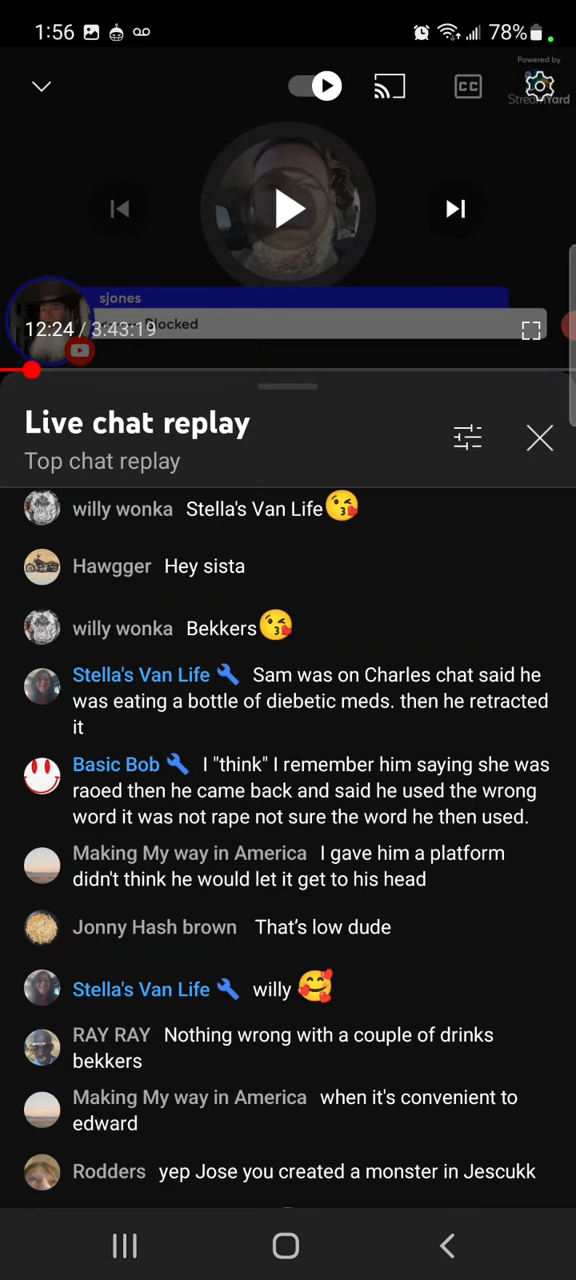 1:56
78%
Powered by
CC
StreamYard
sjones
Blocked
12:24 / 3:43:19
Live chat replay
Top chat replay
willy wonka Stella's Van Life😘
Hawgger Hey sista
willy wonka Bekkers😘
Stella's Van Life 🔧 Sam was on Charles chat said he
was eating a bottle of diebetic meds. then he retracted
it
Basic Bob 🔧 I "think" I remember him saying she was
raoed then he came back and said he used the wrong
word it was not rape not sure the word he then used.
Making My way in America I gave him a platform
didn't think he would let it get to his head
Jonny Hash brown That’s low dude
Stella's Van Life 🔧 willy 🥰
RAY RAY Nothing wrong with a couple of drinks
bekkers
Making My way in America when it's convenient to
edward
Rodders yep Jose you created a monster in Jescukk